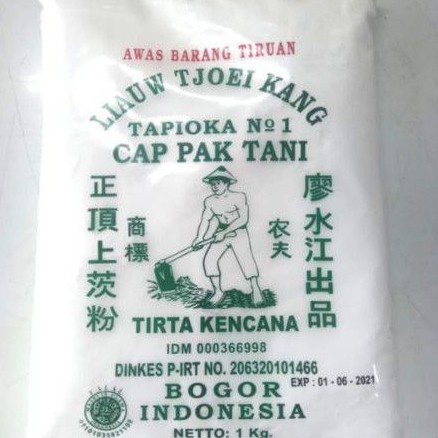 AWAS BARANG TIRUAN
LIAUW TJOEI KANG
TAPIOKA No 1
CAP PAK TANI
正頂上茨粉
商標
农夫
廖水江出品
TIRTA KENCANA
IDM 000366998
DINKES P-IRT NO. 206320101466
EXP : 01 - 06 - 2021
BOGOR
INDONESIA
NETTO: 1 Kg.